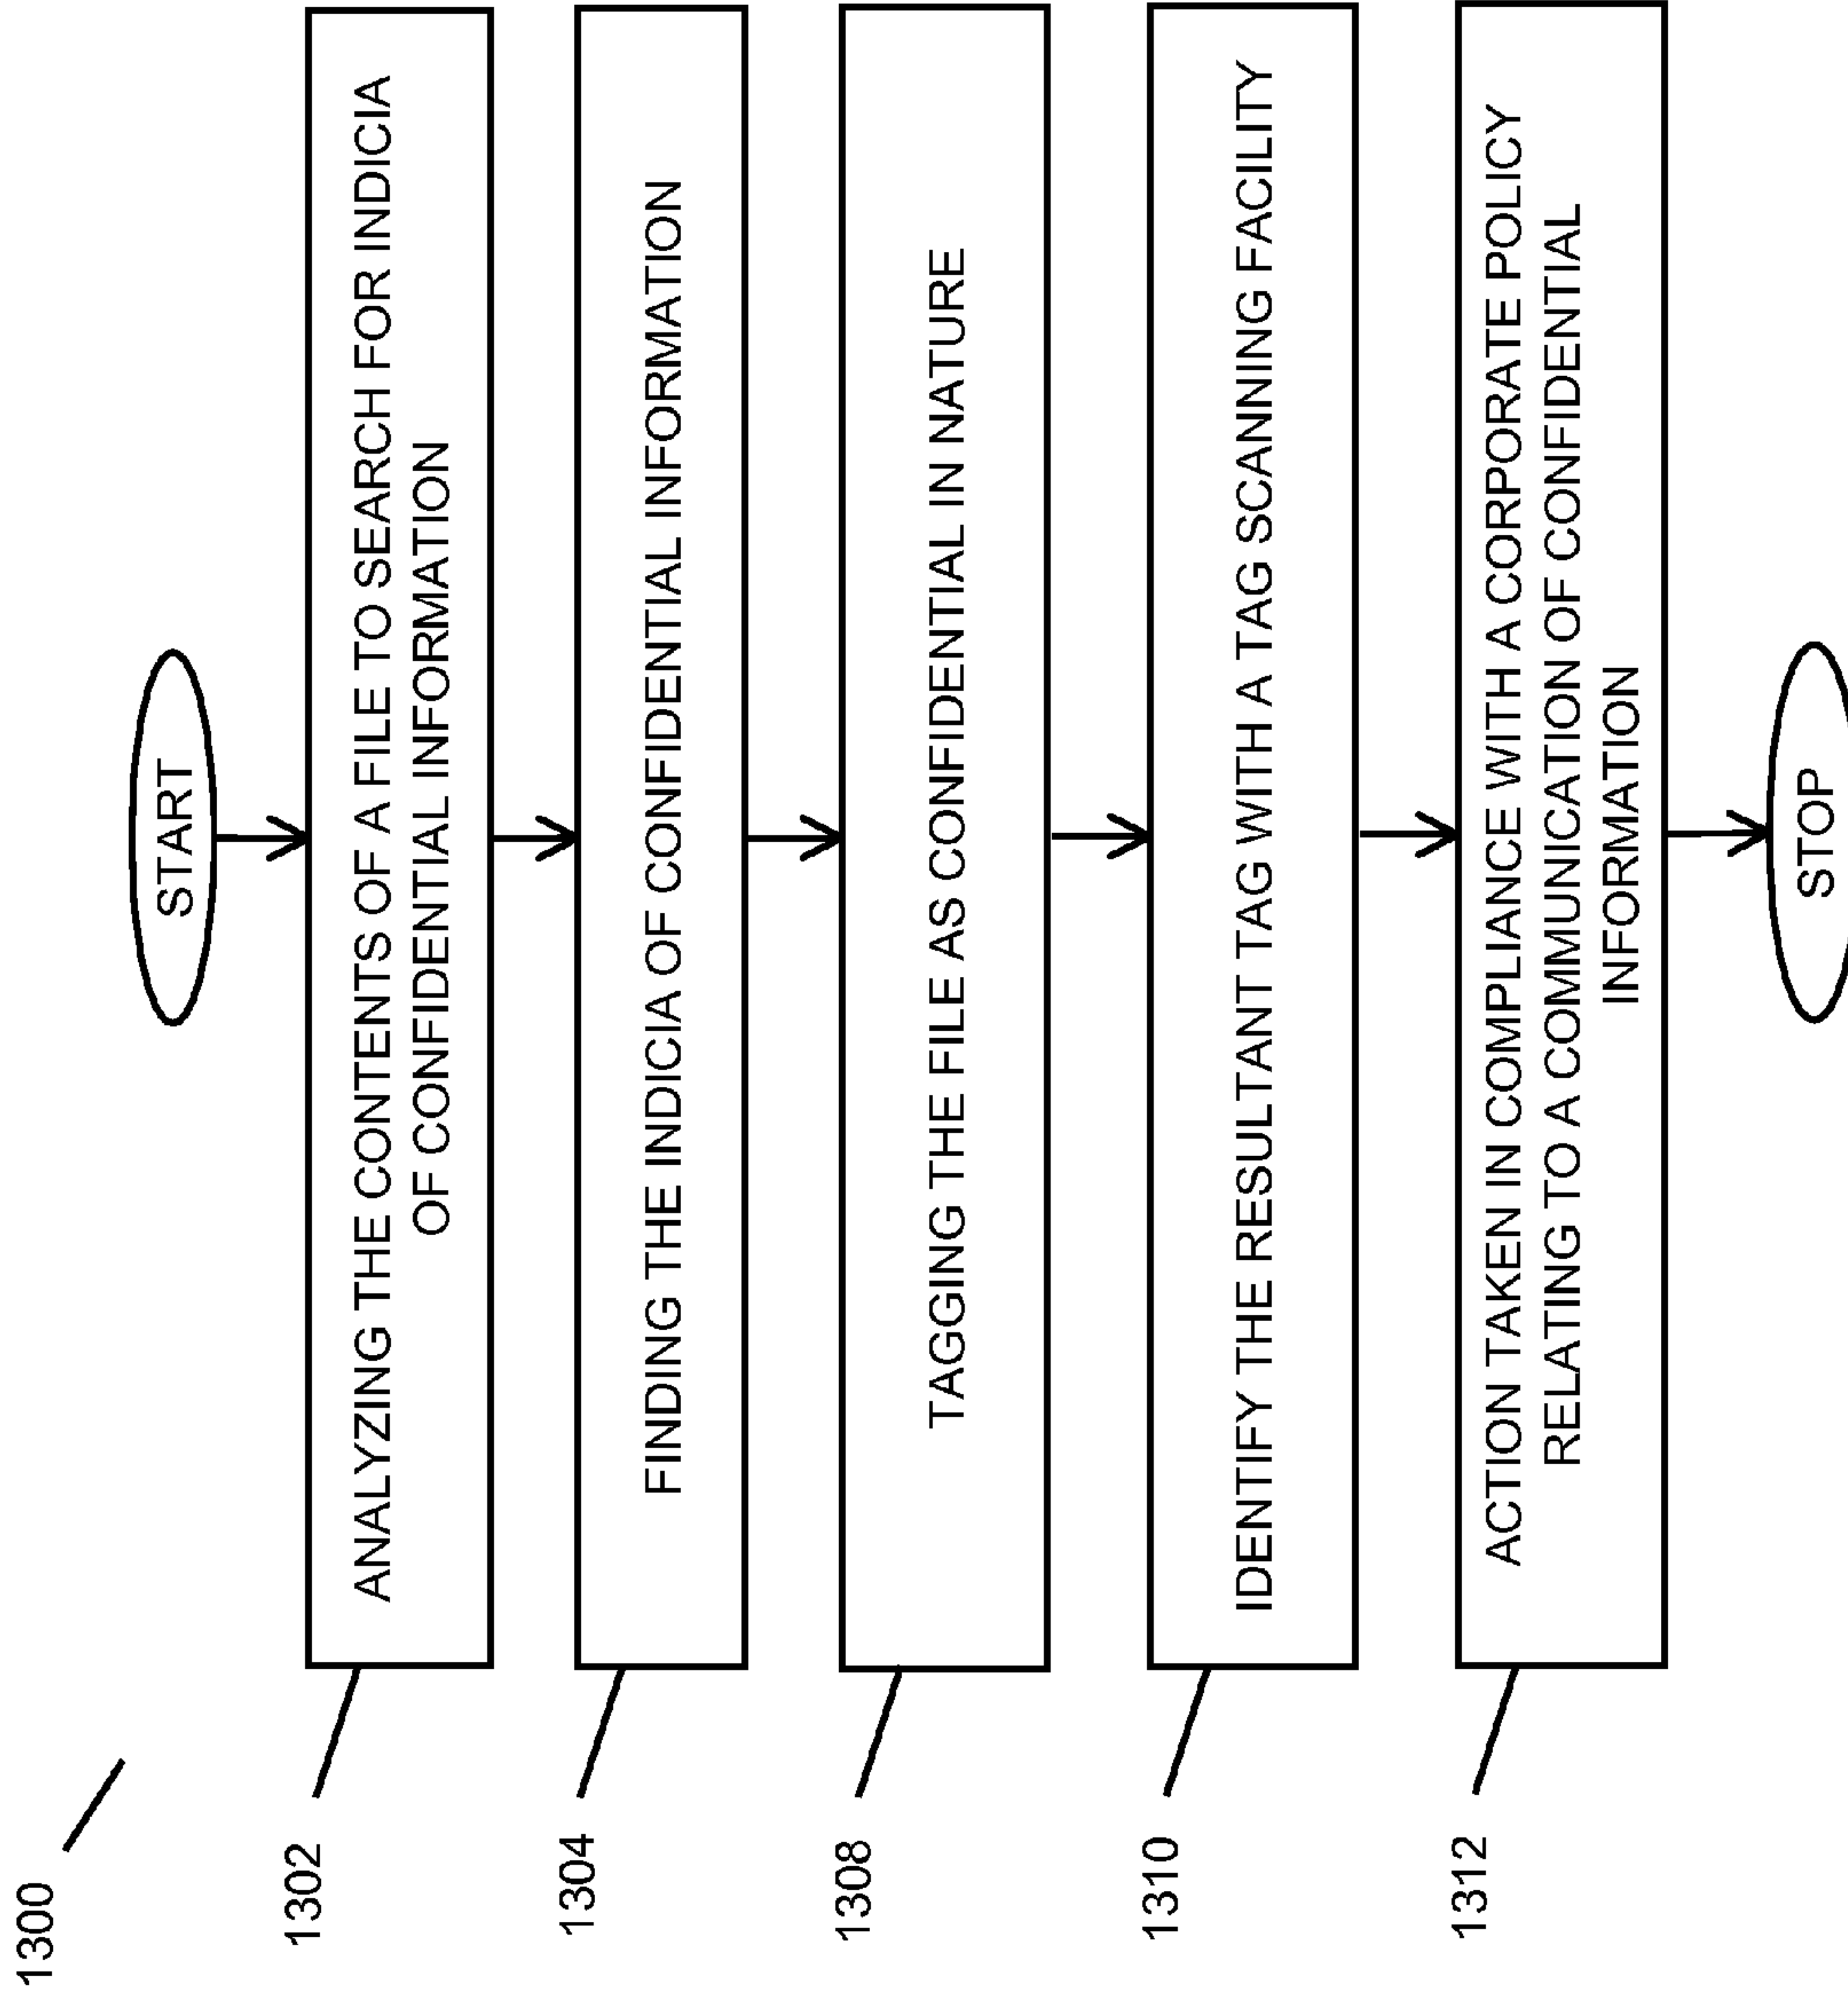 1300
START
1302
ANALYZING THE CONTENTS OF A FILE TO SEARCH FOR INDICIA
OF CONFIDENTIAL INFORMATION
1304
FINDING THE INDICIA OF CONFIDENTIAL INFORMATION
1308
TAGGING THE FILE AS CONFIDENTIAL IN NATURE
1310
IDENTIFY THE RESULTANT TAG WITH A TAG SCANNING FACILITY
1312
ACTION TAKEN IN COMPLIANCE WITH A CORPORATE POLICY
RELATING TO A COMMUNICATION OF CONFIDENTIAL
INFORMATION
STOP